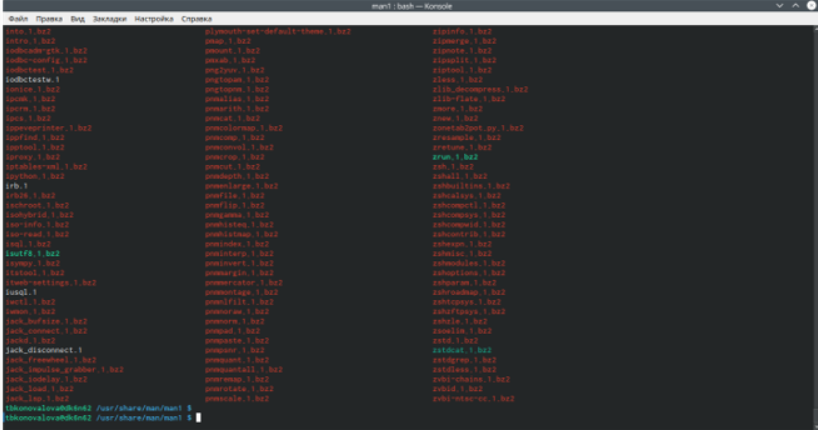 man1 : bash — Konsole
Файл Правка Вид Закладки Настройка Справка
into.1.bz2 plymouth-set-default-theme.1.bz2 zipinfo.1.bz2
intro.1.bz2 pmap.1.bz2 zipmerge.1.bz2
iodbcadm-gtk.1.bz2 pmount.1.bz2 zipnote.1.bz2
iodbc-config.1.bz2 pmxab.1.bz2 zipsplit.1.bz2
iodbctest.1.bz2 png2yuv.1.bz2 ziptool.1.bz2
iodbctestw.1 pngtopam.1.bz2 zless.1.bz2
ionice.1.bz2 pngtopnm.1.bz2 zlib_decompress.1.bz2
ipcmk.1.bz2 pnmalias.1.bz2 zlib-flate.1.bz2
ipcrm.1.bz2 pnmarith.1.bz2 zmore.1.bz2
ipcs.1.bz2 pnmcat.1.bz2 znew.1.bz2
ippeveprinter.1.bz2 pnmcolormap.1.bz2 zonetab2pot.py.1.bz2
ippfind.1.bz2 pnmcomp.1.bz2 zresample.1.bz2
ipptool.1.bz2 pnmconvol.1.bz2 zretune.1.bz2
iproxy.1.bz2 pnmcrop.1.bz2 zrun.1.bz2
iptables-xml.1.bz2 pnmcut.1.bz2 zsh.1.bz2
ipython.1.bz2 pnmdepth.1.bz2 zshall.1.bz2
irb.1 pnmenlarge.1.bz2 zshbuiltins.1.bz2
irb26.1.bz2 pnmfile.1.bz2 zshcalsys.1.bz2
ischroot.1.bz2 pnmflip.1.bz2 zshcompctl.1.bz2
isohybrid.1.bz2 pnmgamma.1.bz2 zshcompsys.1.bz2
iso-info.1.bz2 pnmhisteq.1.bz2 zshcompwid.1.bz2
iso-read.1.bz2 pnmhistmap.1.bz2 zshcontrib.1.bz2
isql.1.bz2 pnmindex.1.bz2 zshexpn.1.bz2
isutf8.1.bz2 pnminterp.1.bz2 zshmisc.1.bz2
isympy.1.bz2 pnminvert.1.bz2 zshmodules.1.bz2
itstool.1.bz2 pnmmargin.1.bz2 zshoptions.1.bz2
itweb-settings.1.bz2 pnmmercator.1.bz2 zshparam.1.bz2
iusql.1 pnmmontage.1.bz2 zshroadmap.1.bz2
iwctl.1.bz2 pnmnlfilt.1.bz2 zshtcpsys.1.bz2
iwmon.1.bz2 pnmnoraw.1.bz2 zshzftpsys.1.bz2
jack_bufsize.1.bz2 pnmnorm.1.bz2 zshzle.1.bz2
jack_connect.1.bz2 pnmpad.1.bz2 zsoelim.1.bz2
jackd.1.bz2 pnmpaste.1.bz2 zstd.1.bz2
jack_disconnect.1 pnmpsnr.1.bz2 zstdcat.1.bz2
jack_freewheel.1.bz2 pnmquant.1.bz2 zstdgrep.1.bz2
jack_impulse_grabber.1.bz2 pnmquantall.1.bz2 zstdless.1.bz2
jack_iodelay.1.bz2 pnmremap.1.bz2 zvbi-chains.1.bz2
jack_load.1.bz2 pnmrotate.1.bz2 zvbid.1.bz2
jack_lsp.1.bz2 pnmscale.1.bz2 zvbi-ntsc-cc.1.bz2
tbkonovalova@dk6n62 /usr/share/man/man1 $
tbkonovalova@dk6n62 /usr/share/man/man1 $